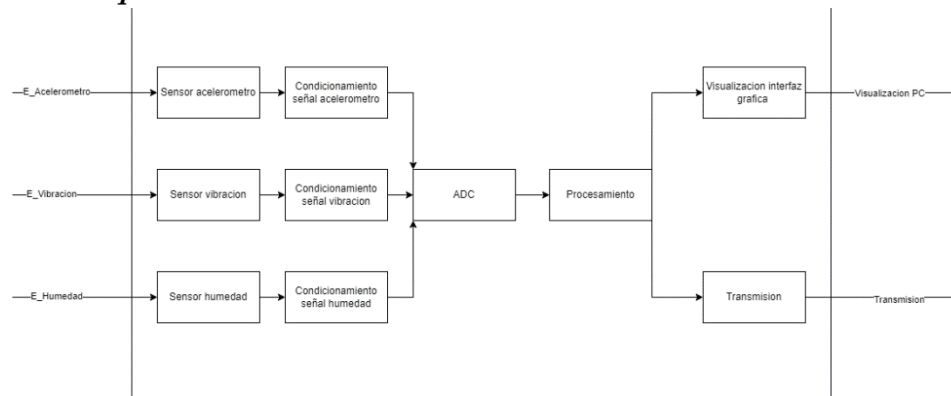 E_Acelerometro
Sensor acelerometro
Condicionamiento
señal acelerometro
Visualizacion interfaz
grafica
Visualizacion PC
E_Vibracion
Sensor vibracion
Condicionamiento
señal vibracion
ADC
Procesamiento
E_Humedad
Sensor humedad
Condicionamiento
señal humedad
Transmision
Transmision